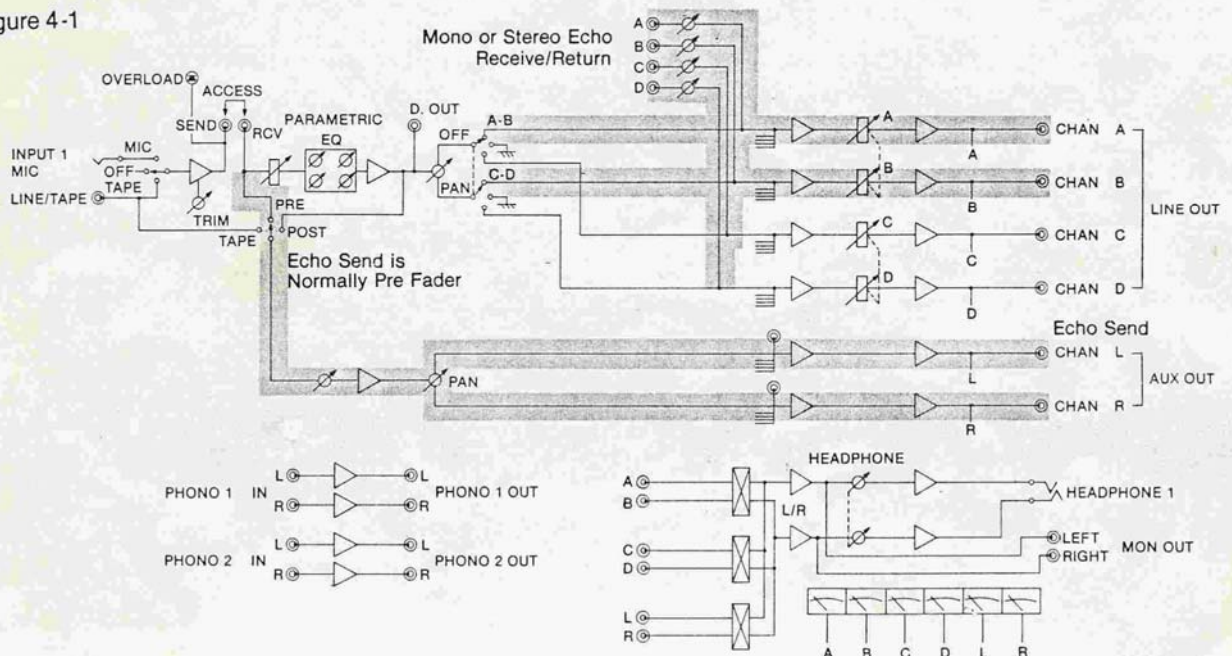 gure 4-1
Mono or Stereo Echo
Receive/Return
A
B
C
D
OVERLOAD
ACCESS
SEND
RCV
PARAMETRIC
EQ
D. OUT
OFF
A-B
PAN
C-D
INPUT 1
MIC
MIC
OFF
TAPE
LINE/TAPE
TRIM
PRE
TAPE
POST
Echo Send is
Normally Pre Fader
A
A
CHAN A
B
B
CHAN B
C
C
CHAN C
D
D
CHAN D
LINE OUT
Echo Send
PAN
L
CHAN L
R
CHAN R
AUX OUT
PHONO 1 IN
L
R
L
R
PHONO 1 OUT
PHONO 2 IN
L
R
L
R
PHONO 2 OUT
A
B
C
D
L
R
L/R
HEADPHONE
HEADPHONE 1
LEFT
RIGHT
MON OUT
A B C D L R